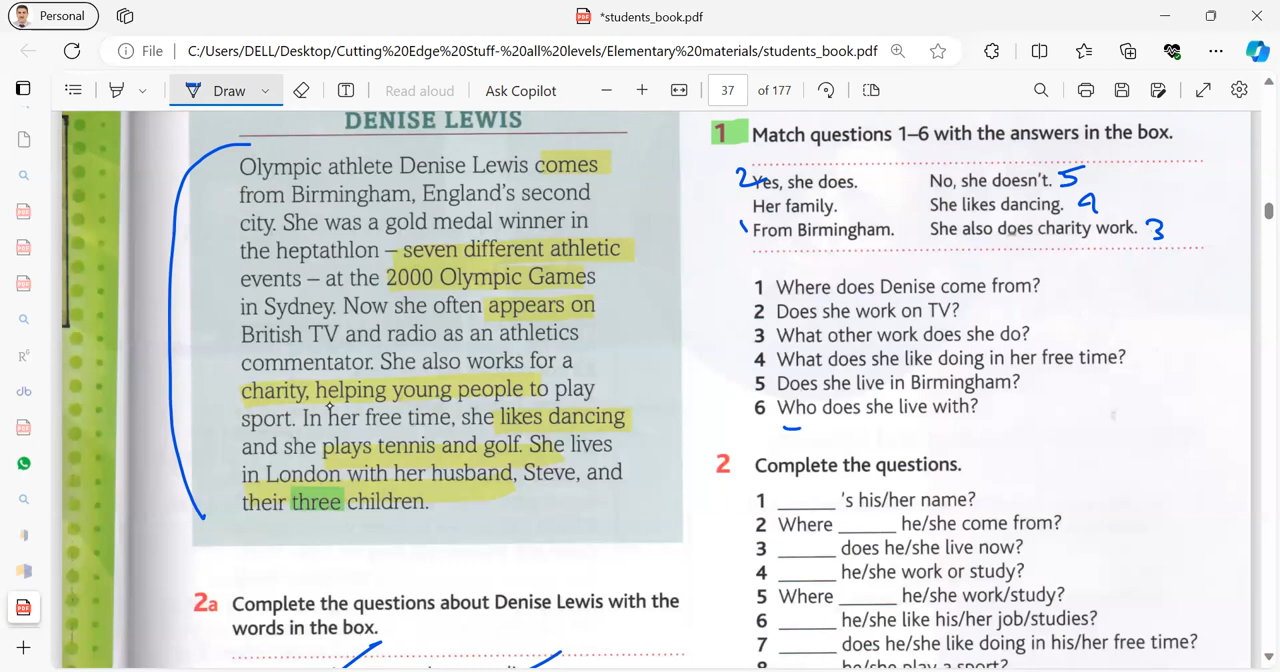 Personal
*students_book.pdf
File
C:/Users/DELL/Desktop/Cutting%20Edge%20Stuff-%20all%20levels/Elementary%20materials/students_book.pdf
Draw
Read aloud
Ask Copilot
37
of 177
DENISE LEWIS
Olympic athlete Denise Lewis comes
from Birmingham, England's second
city. She was a gold medal winner in
the heptathlon – seven different athletic
events – at the 2000 Olympic Games
in Sydney. Now she often appears on
British TV and radio as an athletics
commentator. She also works for a
charity, helping young people to play
sport. In her free time, she likes dancing
and she plays tennis and golf. She lives
in London with her husband, Steve, and
their three children.
2a Complete the questions about Denise Lewis with the
words in the box.
1 Match questions 1–6 with the answers in the box.
2 Yes, she does.
No, she doesn't. 5
Her family.
She likes dancing. 4
1 From Birmingham.
She also does charity work. 3
1 Where does Denise come from?
2 Does she work on TV?
3 What other work does she do?
4 What does she like doing in her free time?
5 Does she live in Birmingham?
6 Who does she live with?
2 Complete the questions.
1 ______ 's his/her name?
2 Where ______ he/she come from?
3 ______ does he/she live now?
4 ______ he/she work or study?
5 Where ______ he/she work/study?
6 ______ he/she like his/her job/studies?
7 ______ does he/she like doing in his/her free time?
8 ______ he/she play a sport?